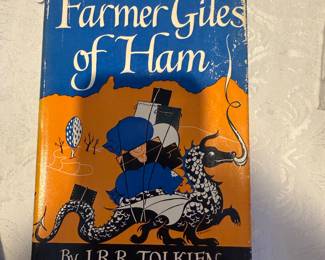 Farmer Giles
of Ham
By J.R.R. TOLKIEN